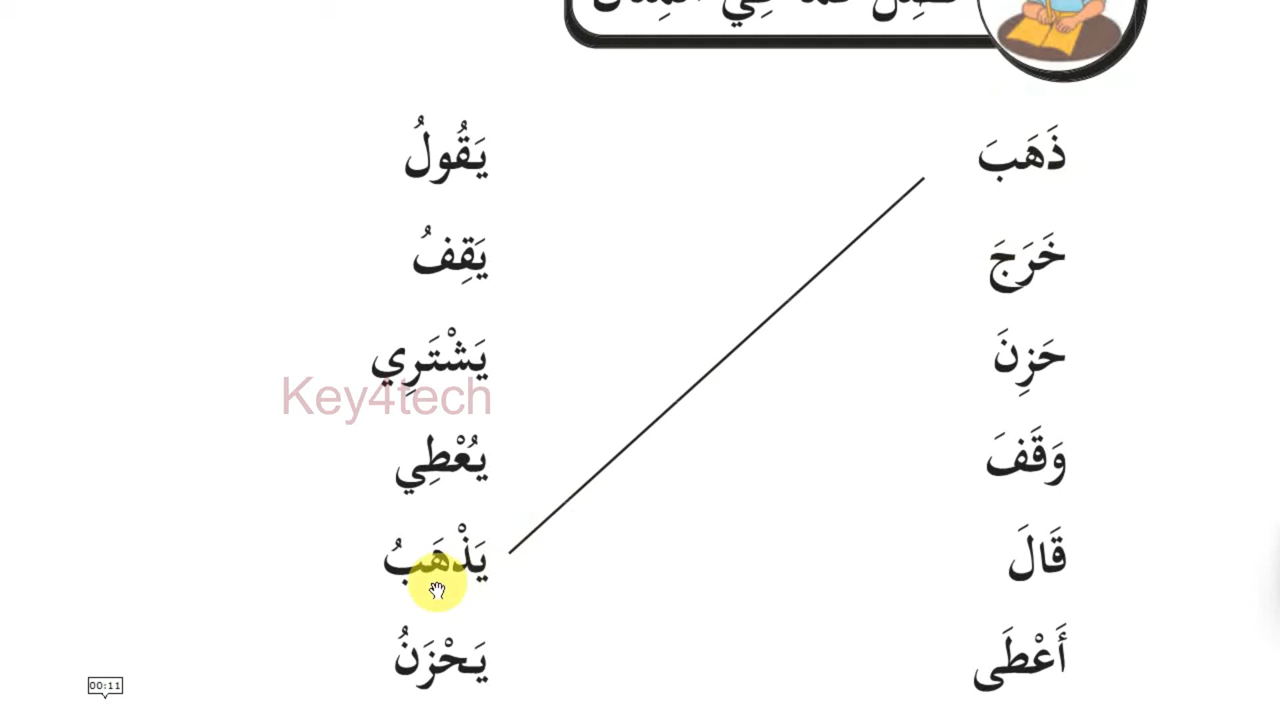 ذَهَبَ يَقُولُ
خَرَجَ يَقِفُ
حَزِنَ يَشْتَرِي
Key4tech
وَقَفَ يُعْطِي
قَالَ يَذْهَبُ
أَعْطَى يَحْزَنُ
00:11